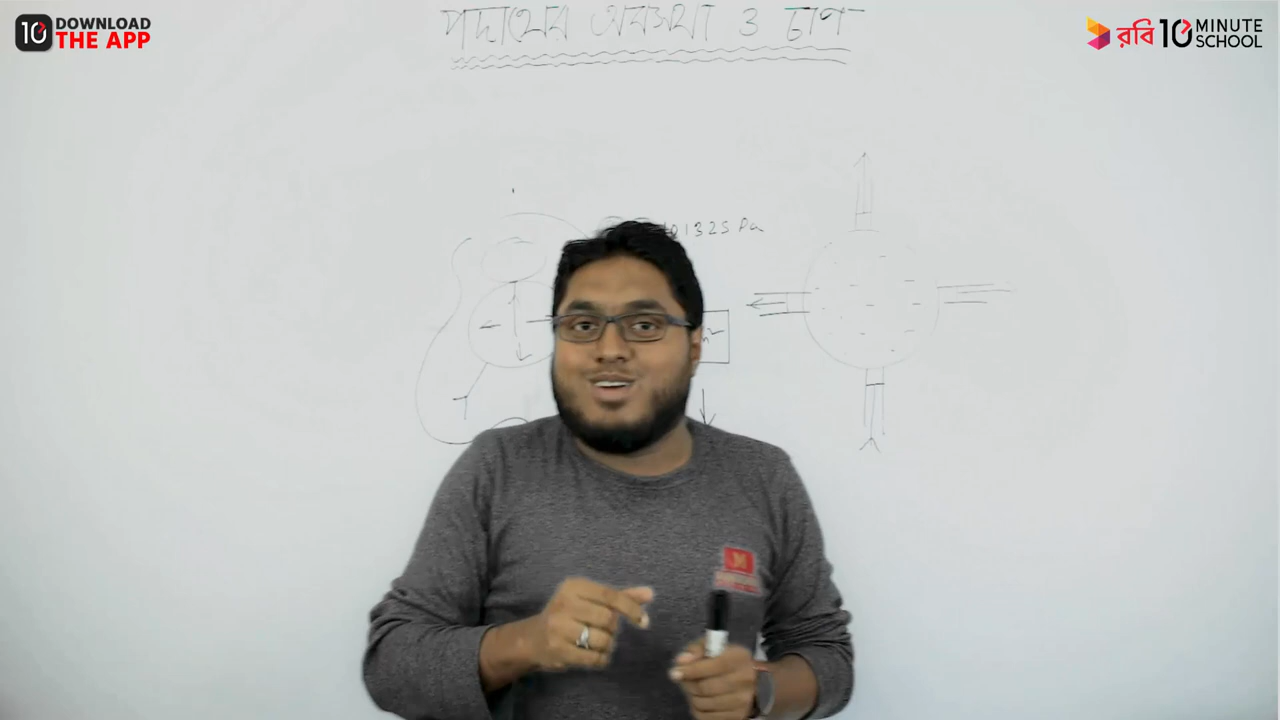 10 DOWNLOAD
THE APP
রবি 10 MINUTE
SCHOOL
পদার্থের অবস্থা ও চাপ
101325 Pa